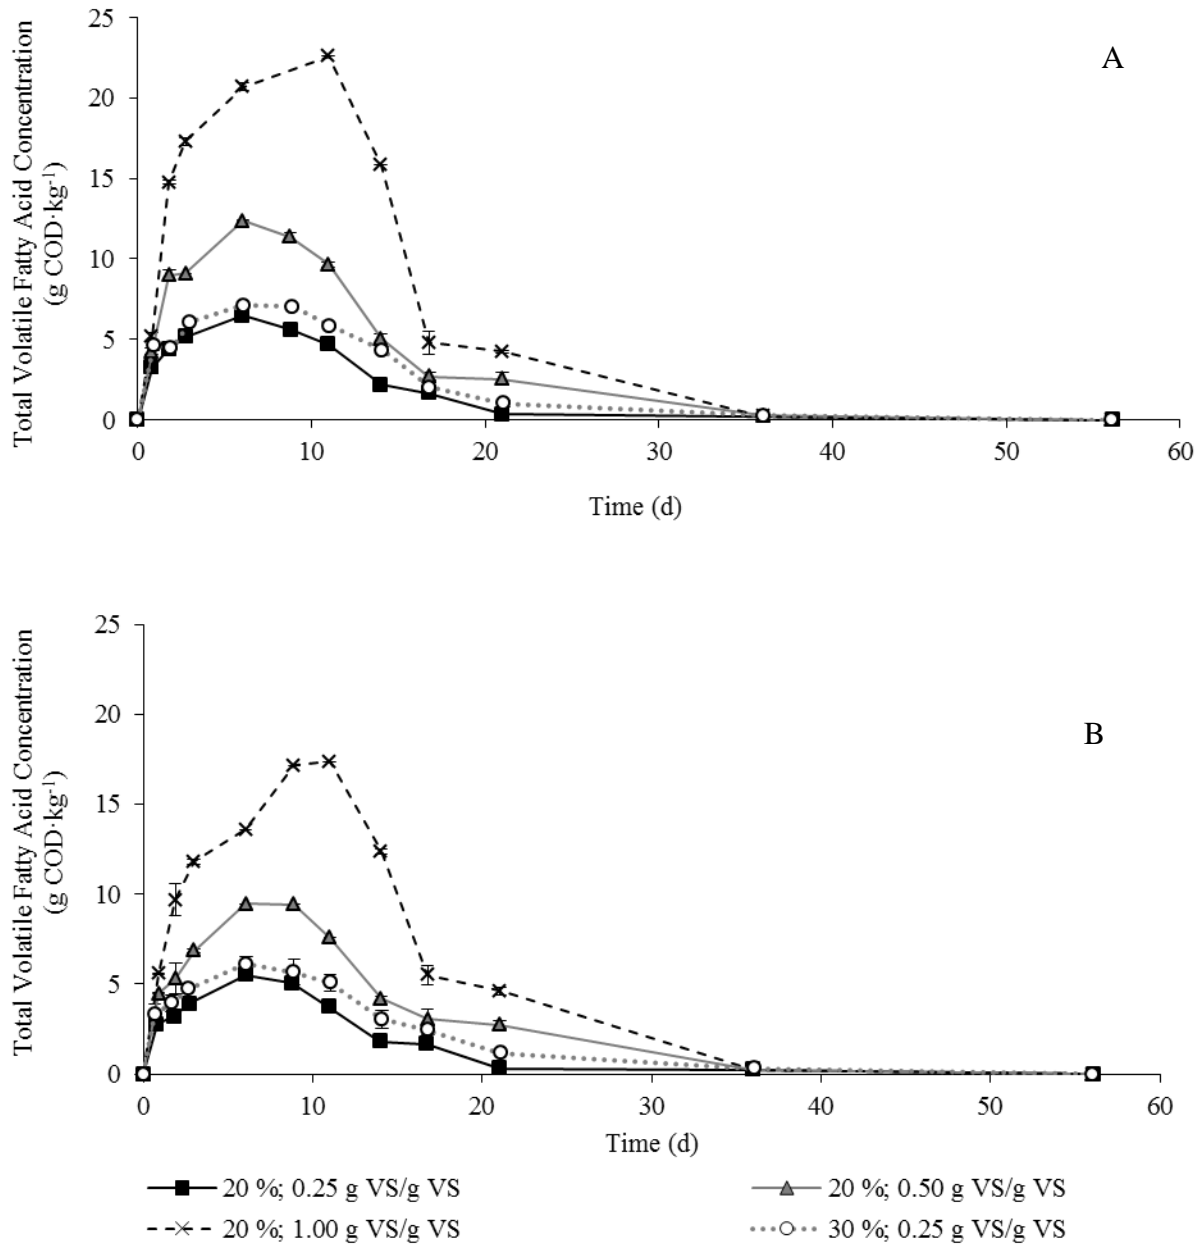 Total Volatile Fatty Acid Concentration
(g COD·kg⁻¹)
25
20
15
10
5
0
A
0 10 20 30 40 50 60
Time (d)
Total Volatile Fatty Acid Concentration
(g COD·kg⁻¹)
25
20
15
10
5
0
B
0 10 20 30 40 50 60
Time (d)
20 %; 0.25 g VS/g VS
20 %; 0.50 g VS/g VS
20 %; 1.00 g VS/g VS
30 %; 0.25 g VS/g VS